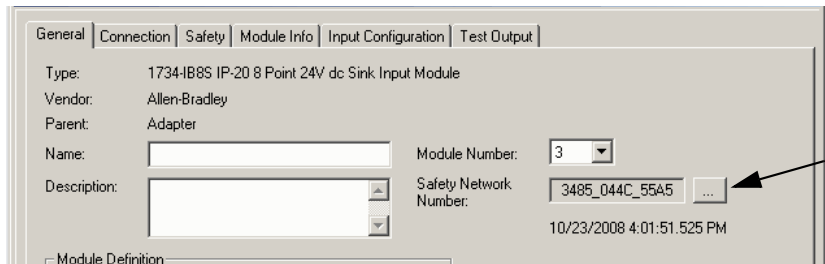 General Connection Safety Module Info Input Configuration Test Output
Type: 1734-IB8S IP-20 8 Point 24V dc Sink Input Module
Vendor: Allen-Bradley
Parent: Adapter
Name: Module Number: 3
Description: Safety Network Number: 3485_044C_55A5 ...
10/23/2008 4:01:51.525 PM
Module Definition